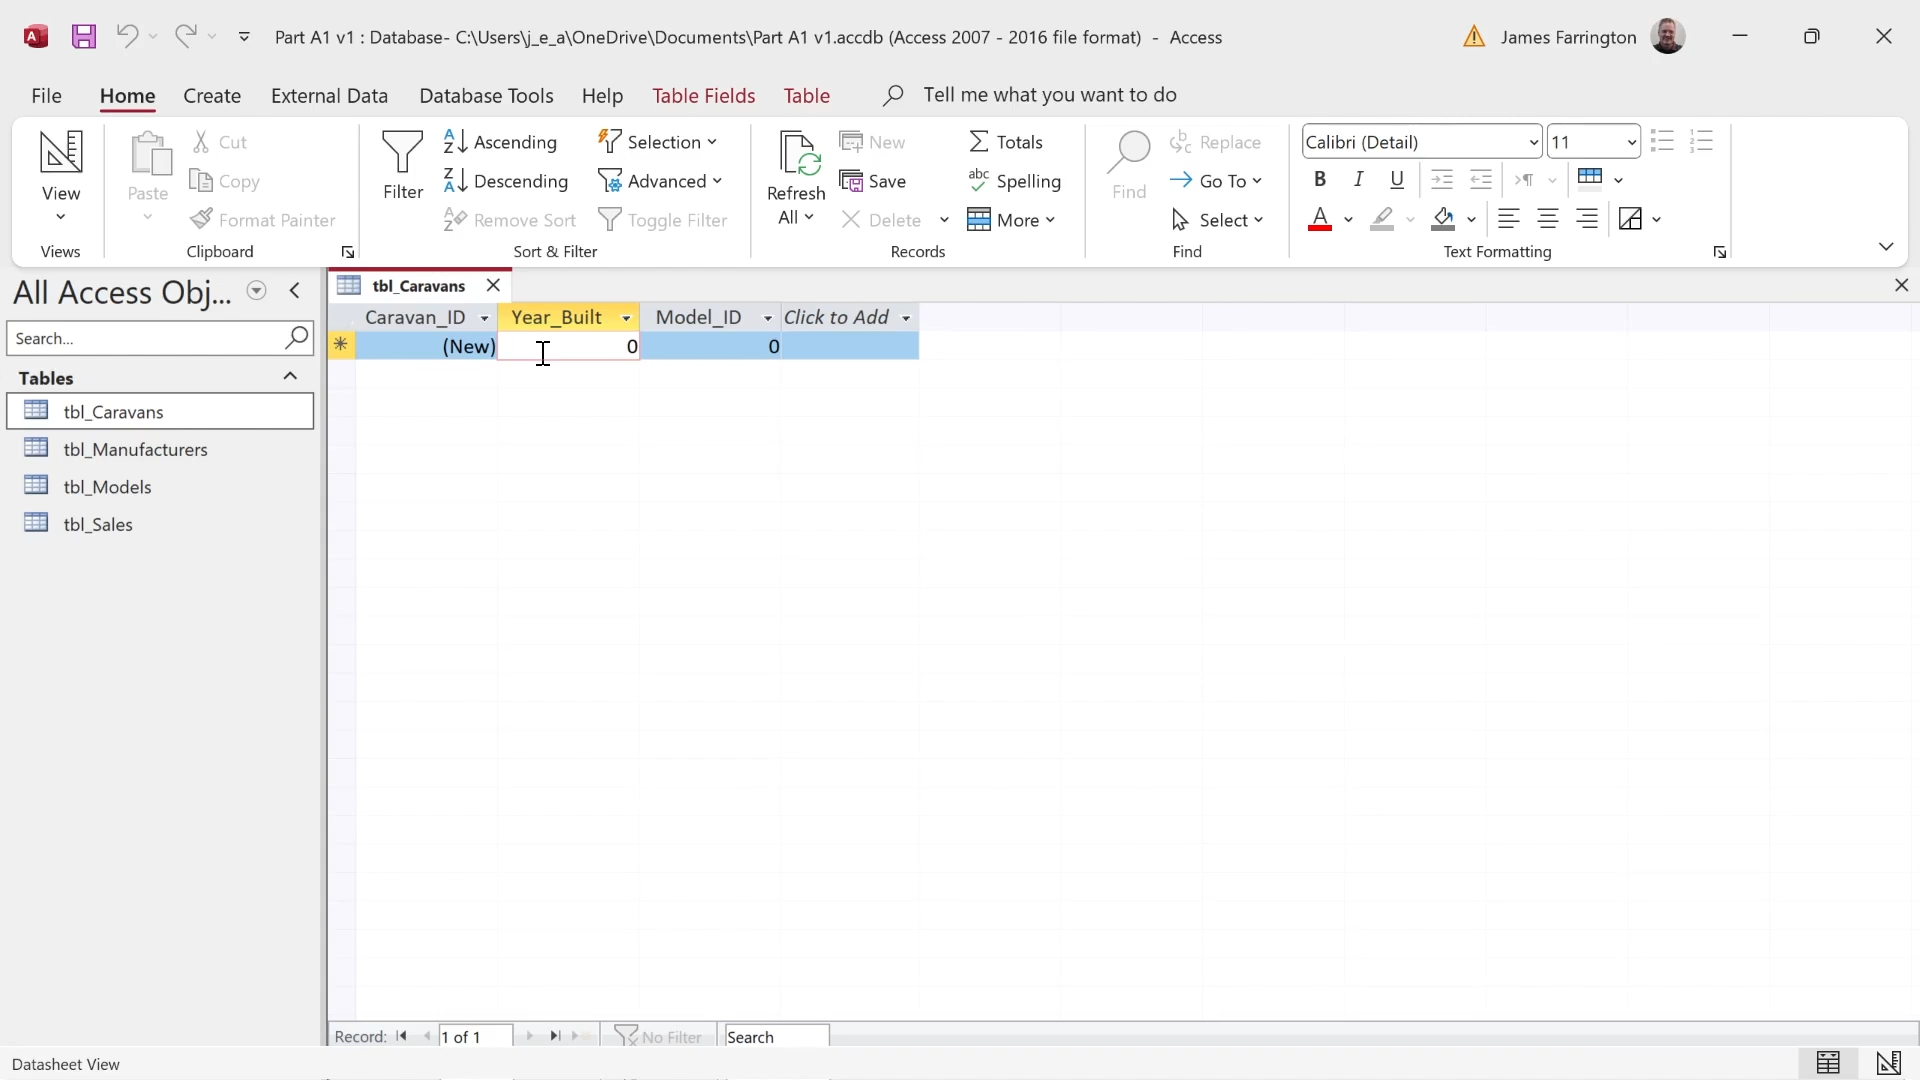 Part A1 v1 : Database- C:\Users\j_e_a\OneDrive\Documents\Part A1 v1.accdb (Access 2007 - 2016 file format) - Access
James Farrington
File Home Create External Data Database Tools Help Table Fields Table Tell me what you want to do
View
Views
Paste
Cut
Copy
Format Painter
Clipboard
Filter
Ascending
Descending
Remove Sort
Selection
Advanced
Toggle Filter
Sort & Filter
Refresh
All
New
Save
Delete
Totals
Spelling
More
Records
Find
Replace
Go To
Select
Find
Calibri (Detail)
11
B I U
Text Formatting
All Access Obj...
Search...
Tables
tbl_Caravans
tbl_Manufacturers
tbl_Models
tbl_Sales
tbl_Caravans
Caravan_ID Year_Built Model_ID Click to Add
(New) 0 0
Record: 1 of 1 No Filter Search
Datasheet View